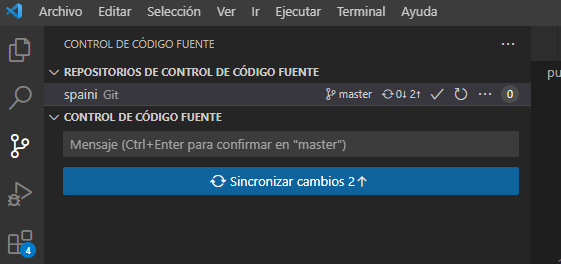 Archivo Editar Selección Ver Ir Ejecutar Terminal Ayuda
CONTROL DE CÓDIGO FUENTE ...
REPOSITORIOS DE CONTROL DE CÓDIGO FUENTE
spaini Git master 0↓ 2↑ ... 0
CONTROL DE CÓDIGO FUENTE
Mensaje (Ctrl+Enter para confirmar en "master")
Sincronizar cambios 2↑
4
pu